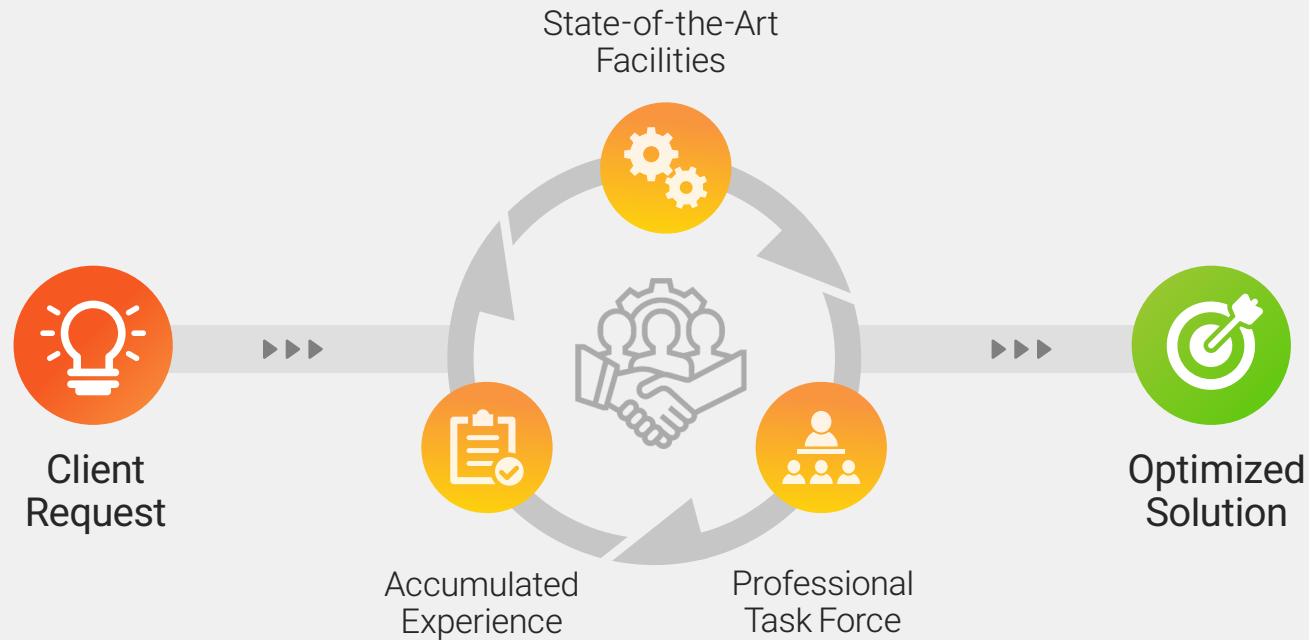 State-of-the-Art
Facilities
Client
Request
Optimized
Solution
Accumulated
Experience
Professional
Task Force